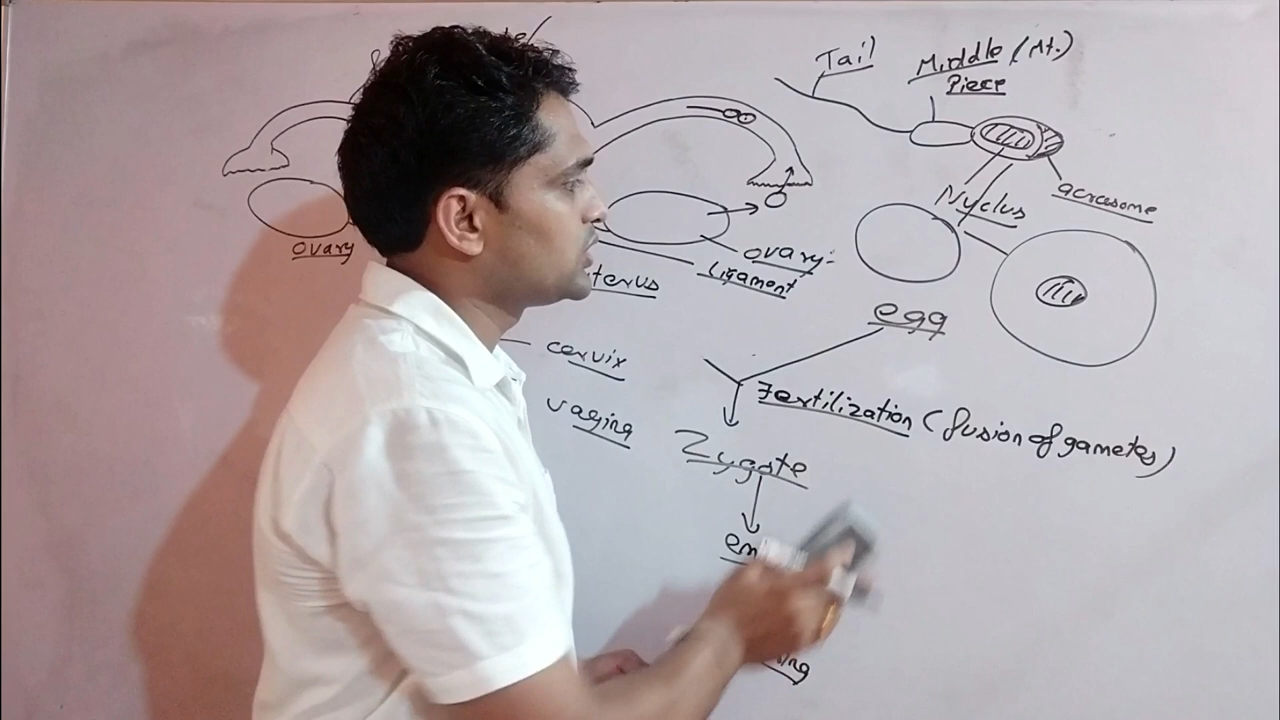 Tail
Middle (Mt.)
Piece
Nyclus
acrosome
ovary
ovary:-
ligament
terus
egg
cervix
vagina
Fertilization (fusion of gametes)
Zygote